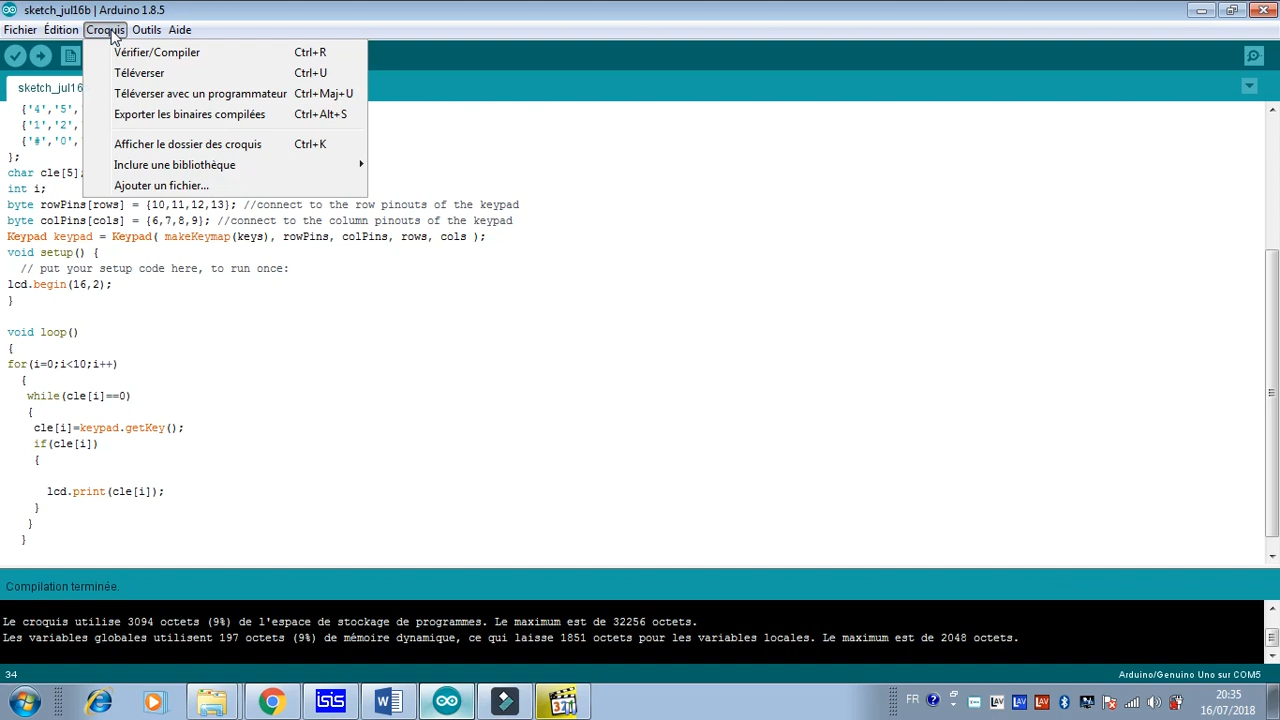 sketch_jul16b | Arduino 1.8.5
Fichier Édition Croquis Outils Aide
Vérifier/Compiler Ctrl+R
Téléverser Ctrl+U
Téléverser avec un programmateur Ctrl+Maj+U
Exporter les binaires compilées Ctrl+Alt+S
Afficher le dossier des croquis Ctrl+K
Inclure une bibliothèque
Ajouter un fichier...
sketch_jul16
{'4','5',
{'1','2',
{'#','0',
};
char cle[5];
int i;
byte rowPins[rows] = {10,11,12,13}; //connect to the row pinouts of the keypad
byte colPins[cols] = {6,7,8,9}; //connect to the column pinouts of the keypad
Keypad keypad = Keypad( makeKeymap(keys), rowPins, colPins, rows, cols );
void setup() {
// put your setup code here, to run once:
lcd.begin(16,2);
}
void loop()
{
for(i=0;i<10;i++)
{
while(cle[i]==0)
{
cle[i]=keypad.getKey();
if(cle[i])
{
lcd.print(cle[i]);
}
}
}
Compilation terminée.
Le croquis utilise 3094 octets (9%) de l'espace de stockage de programmes. Le maximum est de 32256 octets.
Les variables globales utilisent 197 octets (9%) de mémoire dynamique, ce qui laisse 1851 octets pour les variables locales. Le maximum est de 2048 octets.
34 Arduino/Genuino Uno sur COM5
isis W 321 FR LAV LAV LAV 20:35
16/07/2018